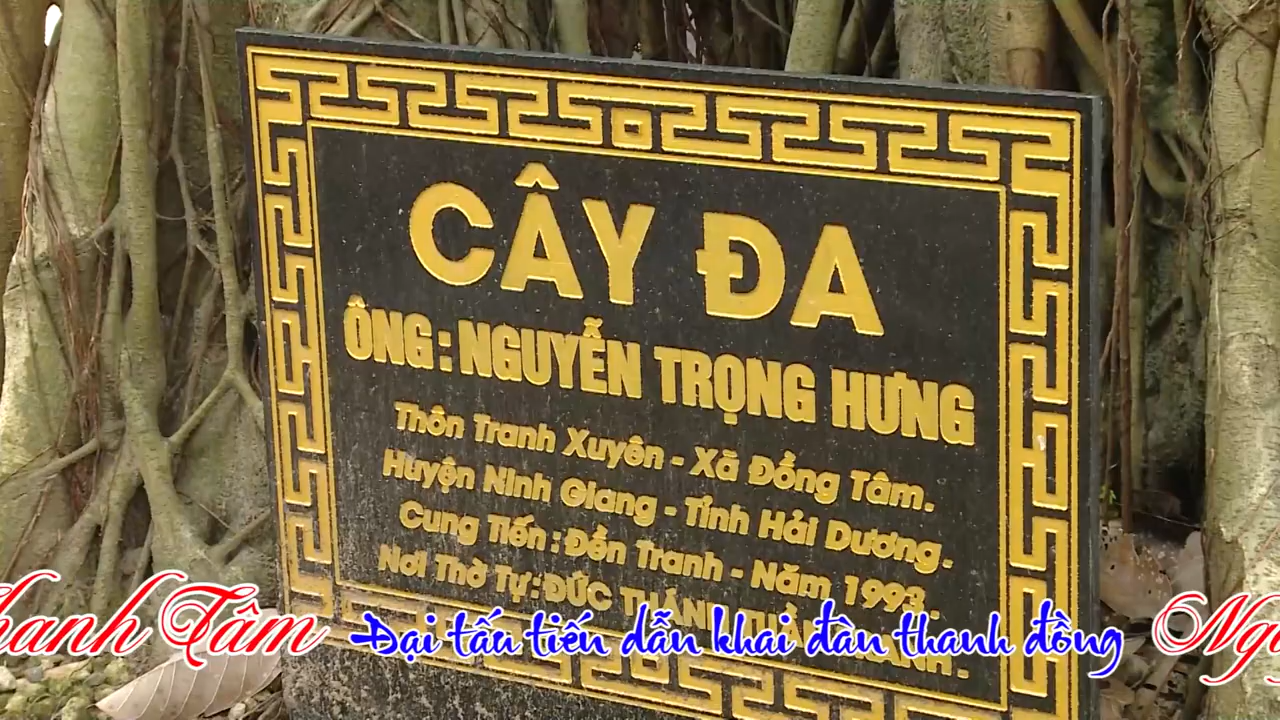 CÂY ĐA
ÔNG: NGUYỄN TRỌNG HƯNG
Thôn Tranh Xuyên - Xã Đồng Tâm.
Huyện Ninh Giang - Tỉnh Hải Dương.
Cung Tiến: Đền Tranh - Năm 1993.
Nơi Thờ Tự: ĐỨC THÁNH
hanh Tâm Đại tấu tiến dẫn khai đàn thanh đồng Ng